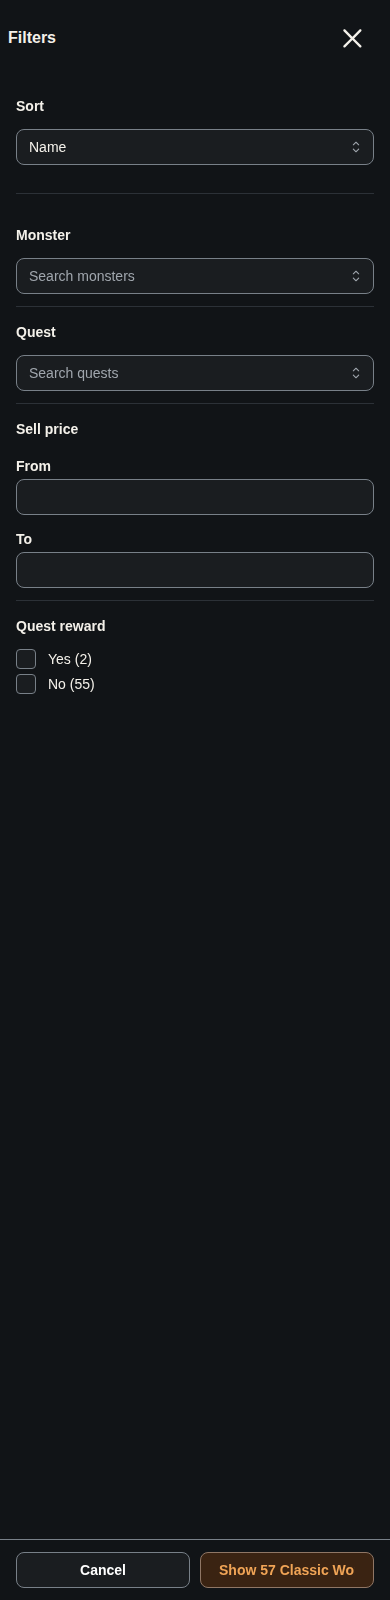 Filters
Sort
Name
Monster
Search monsters
Quest
Search quests
Sell price
From
To
Quest reward
Yes (2)
No (55)
Cancel
Show 57 Classic Wo